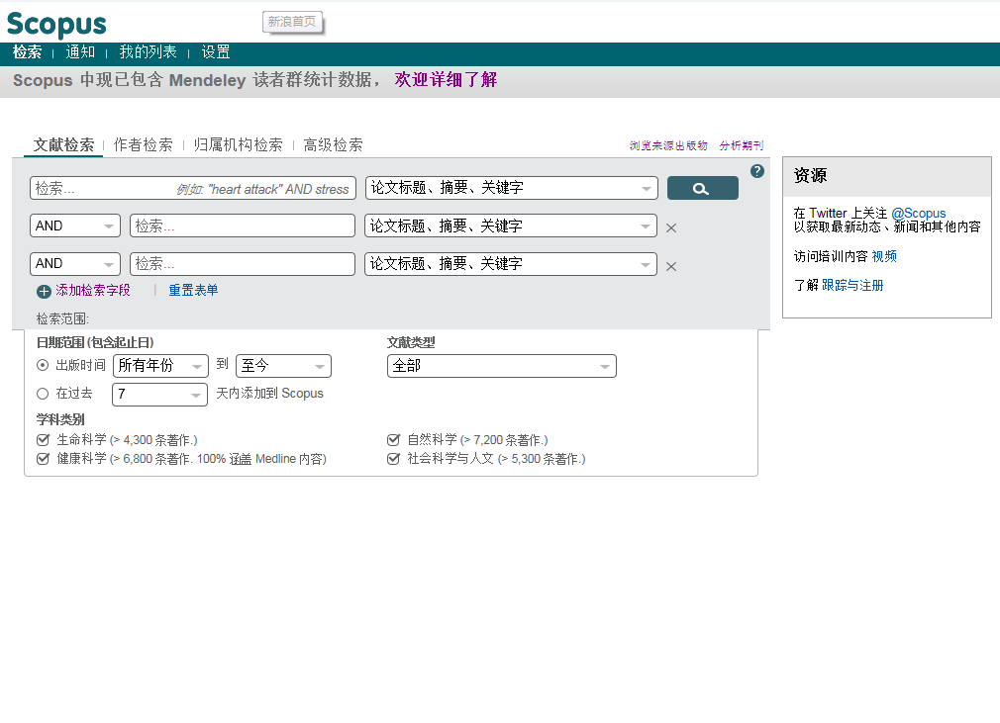 Scopus
新浪首页
检索 | 通知 | 我的列表 | 设置
Scopus 中现已包含 Mendeley 读者群统计数据， 欢迎详细了解
文献检索 | 作者检索 | 归属机构检索 | 高级检索
浏览来源出版物 分析期刊
?
检索... 例如: "heart attack" AND stress 论文标题、摘要、关键字
AND 检索... 论文标题、摘要、关键字
AND 检索... 论文标题、摘要、关键字
添加检索字段 | 重置表单
检索范围:
日期范围 (包含起止日)
出版时间 所有年份 到 至今
在过去 7 天内添加到 Scopus
文献类型
全部
学科类别
生命科学 (> 4,300 条著作.)
健康科学 (> 6,800 条著作. 100% 涵盖 Medline 内容)
自然科学 (> 7,200 条著作.)
社会科学与人文 (> 5,300 条著作.)
资源
在 Twitter 上关注 @Scopus
以获取最新动态、新闻和其他内容
访问培训内容 视频
了解 跟踪与注册